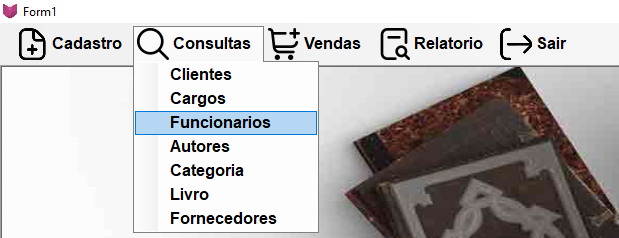 Form1
Cadastro Consultas Vendas Relatorio Sair
Clientes
Cargos
Funcionarios
Autores
Categoria
Livro
Fornecedores